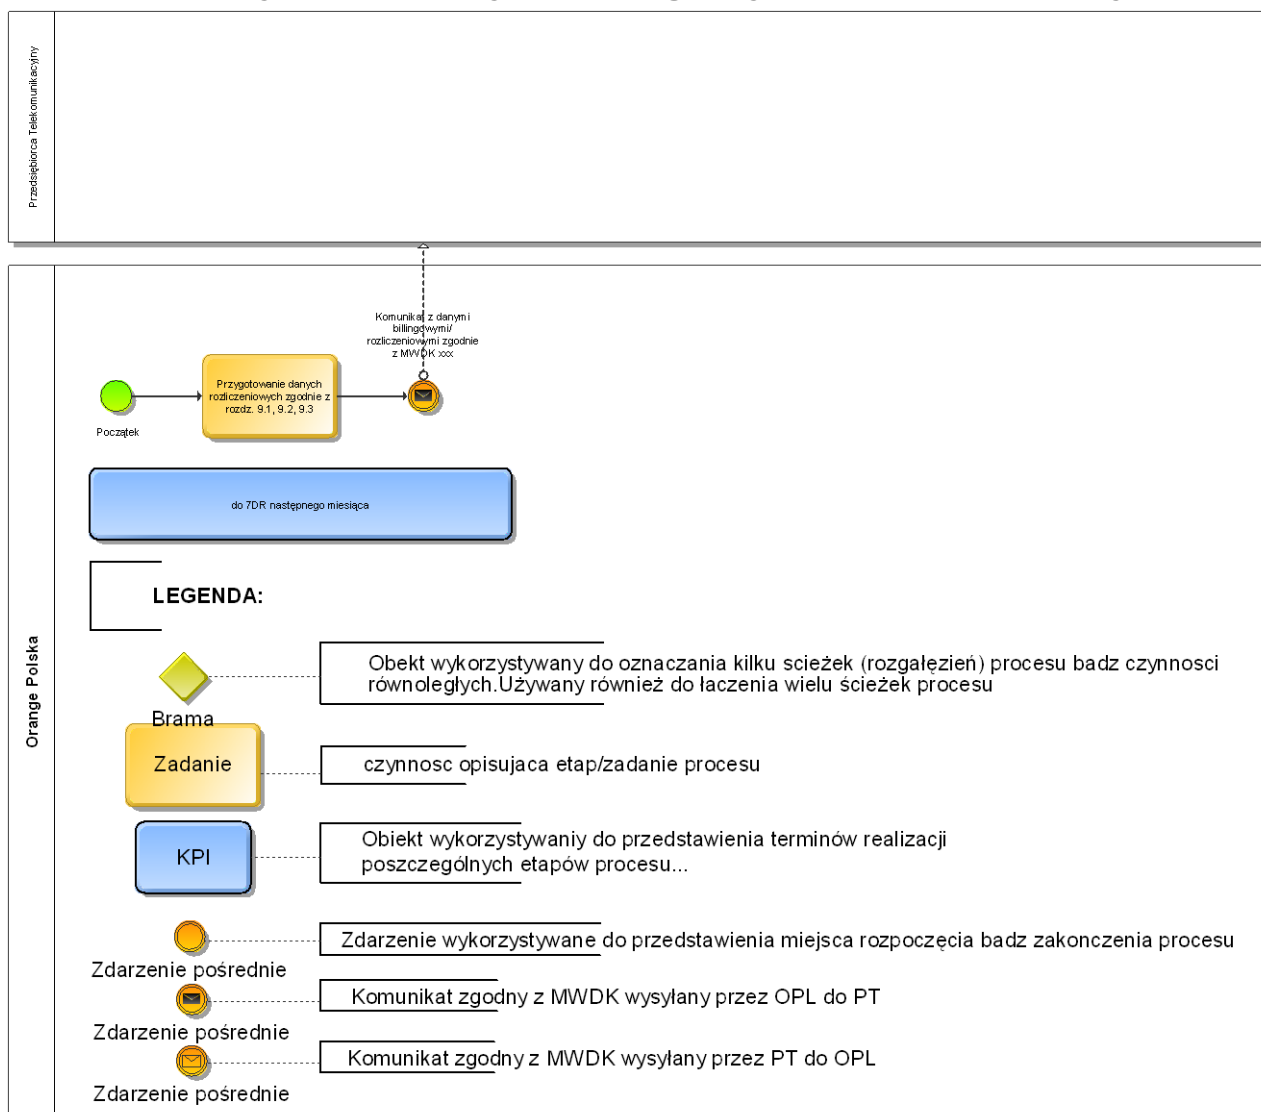 Przedsiębiorca Telekomunikacyjny
Orange Polska
Komunikat z danymi
billingowymi/
rozliczeniowymi zgodnie
z MWDK xxx
Początek
Przygotowanie danych
rozliczeniowych zgodnie z
rozdz. 9.1, 9.2, 9.3
do 7DR następnego miesiąca
LEGENDA:
Brama
Obekt wykorzystywany do oznaczania kilku scieżek (rozgałęzień) procesu badz czynnosci
równoległych.Używany również do łaczenia wielu ścieżek procesu
Zadanie
czynnosc opisujaca etap/zadanie procesu
KPI
Obiekt wykorzystywaniy do przedstawienia terminów realizacji
poszczególnych etapów procesu...
Zdarzenie pośrednie
Zdarzenie wykorzystywane do przedstawienia miejsca rozpoczęcia badz zakonczenia procesu
Zdarzenie pośrednie
Komunikat zgodny z MWDK wysyłany przez OPL do PT
Zdarzenie pośrednie
Komunikat zgodny z MWDK wysyłany przez PT do OPL